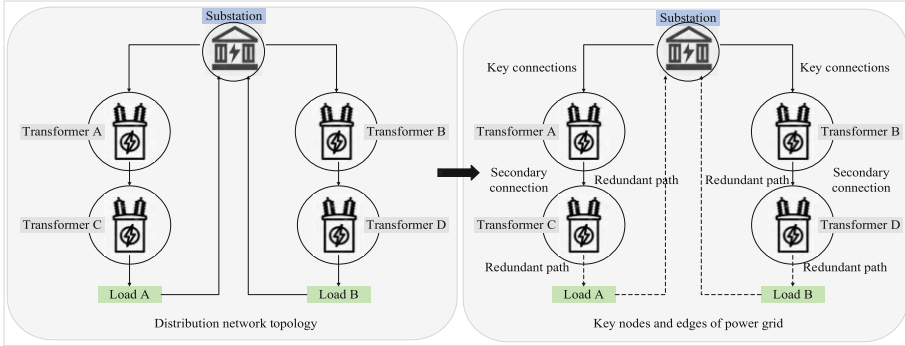 Substation
Transformer A
Transformer B
Transformer C
Transformer D
Load A
Load B
Distribution network topology
Substation
Key connections
Key connections
Transformer A
Transformer B
Secondary
connection
Redundant path
Redundant path
Secondary
connection
Transformer C
Transformer D
Redundant path
Redundant path
Load A
Load B
Key nodes and edges of power grid